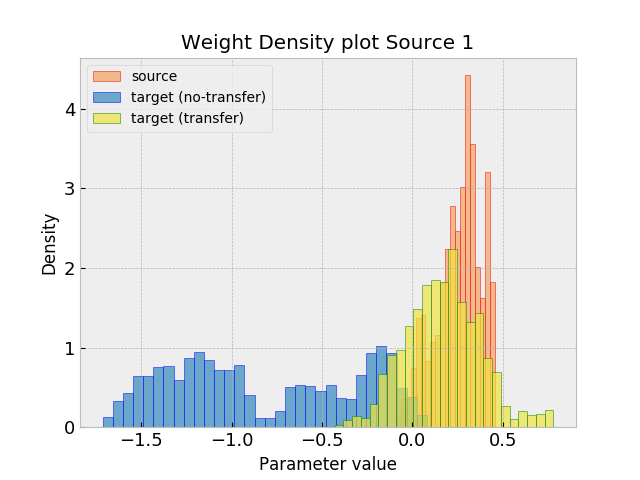 Weight Density plot Source 1
source
target (no-transfer)
target (transfer)
Density
4
3
2
1
0
−1.5 −1.0 −0.5 0.0 0.5
Parameter value